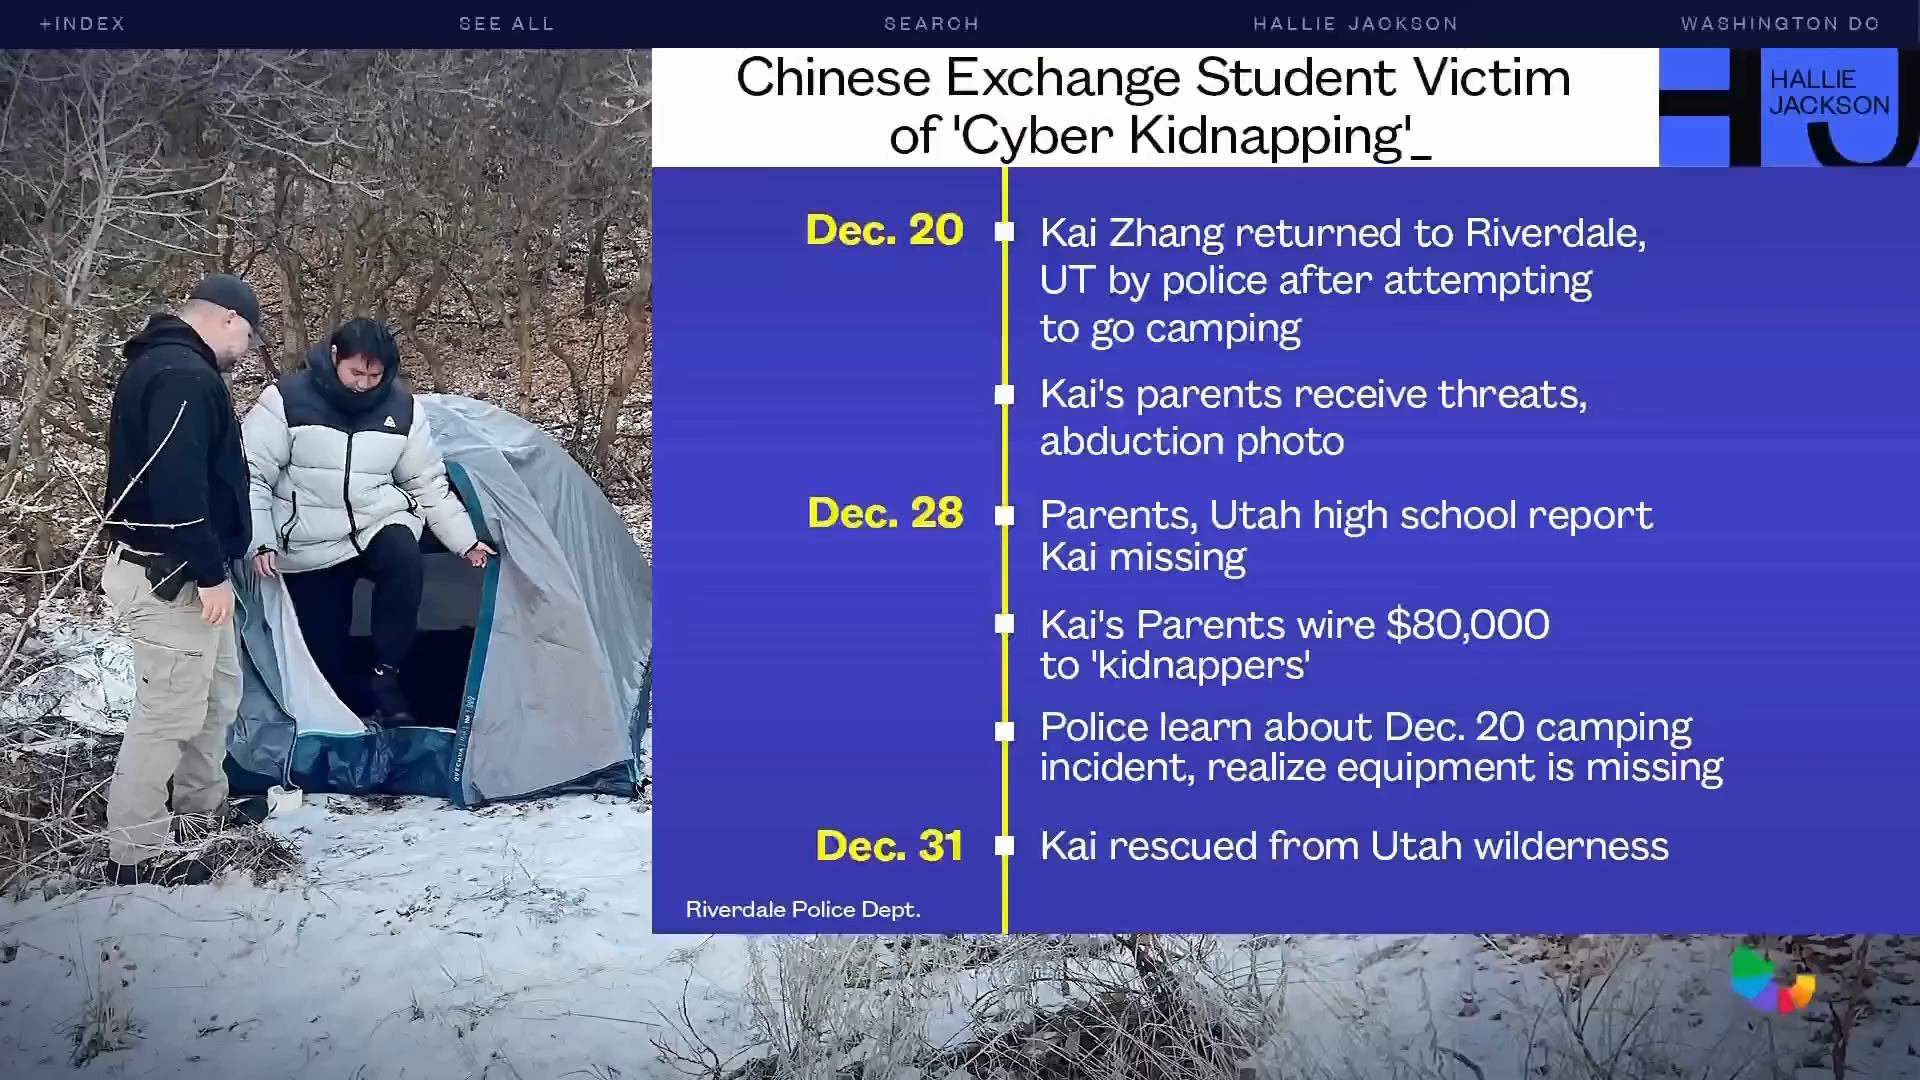 +INDEX
SEE ALL
SEARCH
HALLIE JACKSON
WASHINGTON DC
Chinese Exchange Student Victim
of 'Cyber Kidnapping'_
HALLIE
JACKSON
Dec. 20
Kai Zhang returned to Riverdale,
UT by police after attempting
to go camping
Kai's parents receive threats,
abduction photo
Dec. 28
Parents, Utah high school report
Kai missing
Kai's Parents wire $80,000
to 'kidnappers'
Police learn about Dec. 20 camping
incident, realize equipment is missing
Dec. 31
Kai rescued from Utah wilderness
Riverdale Police Dept.